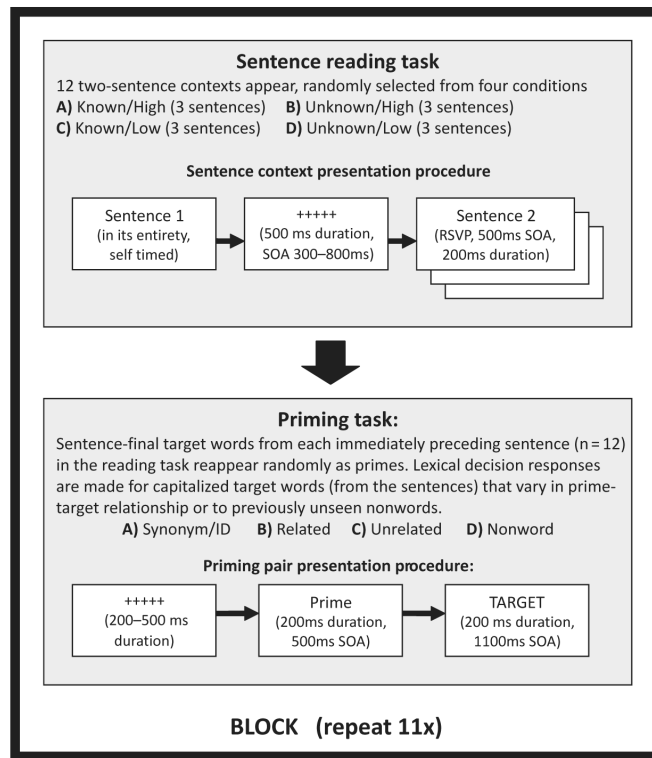 Sentence reading task
12 two-sentence contexts appear, randomly selected from four conditions
A) Known/High (3 sentences) B) Unknown/High (3 sentences)
C) Known/Low (3 sentences) D) Unknown/Low (3 sentences)
Sentence context presentation procedure
Sentence 1
(in its entirety,
self timed)
+++++
(500 ms duration,
SOA 300–800ms)
Sentence 2
(RSVP, 500ms SOA,
200ms duration)
Priming task:
Sentence-final target words from each immediately preceding sentence (n = 12)
in the reading task reappear randomly as primes. Lexical decision responses
are made for capitalized target words (from the sentences) that vary in prime-
target relationship or to previously unseen nonwords.
A) Synonym/ID B) Related C) Unrelated D) Nonword
Priming pair presentation procedure:
+++++
(200–500 ms
duration)
Prime
(200ms duration,
500ms SOA)
TARGET
(200 ms duration,
1100ms SOA)
BLOCK (repeat 11x)